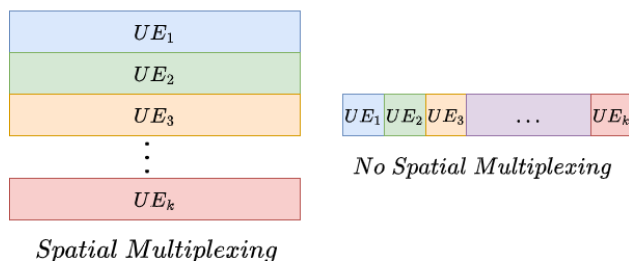 UE₁
UE₂
UE₃
⋮
UEₖ
Spatial Multiplexing
UE₁ UE₂ UE₃ ... UEₖ
No Spatial Multiplexing